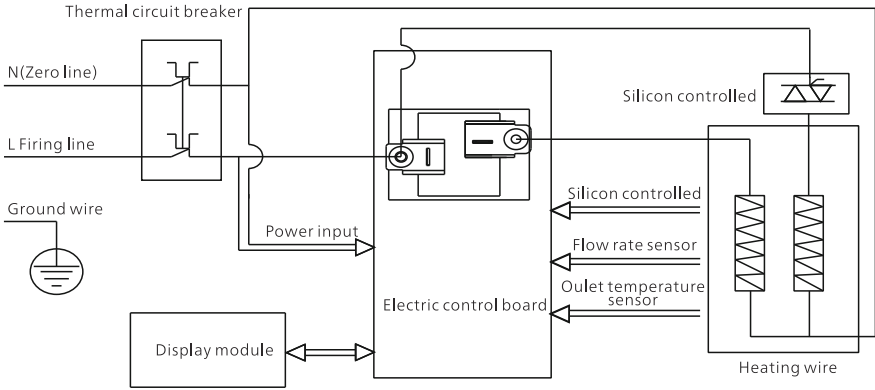 Thermal circuit breaker
N(Zero line)
Silicon controlled
L Firing line
Silicon controlled
Ground wire
Power input
Flow rate sensor
Oulet temperature
sensor
Electric control board
Display module
Heating wire